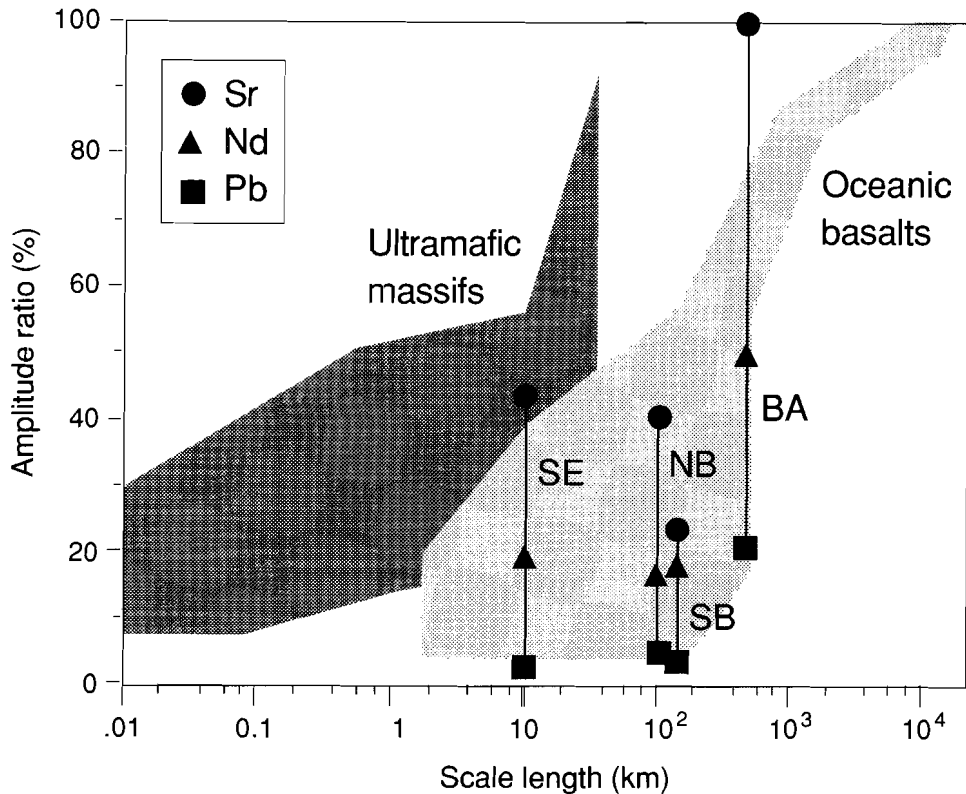 100
80
60
40
20
0
Amplitude ratio (%)
Sr
Nd
Pb
Ultramafic
massifs
Oceanic
basalts
SE
NB
SB
BA
.01
0.1
1
10
10²
10³
10⁴
Scale length (km)